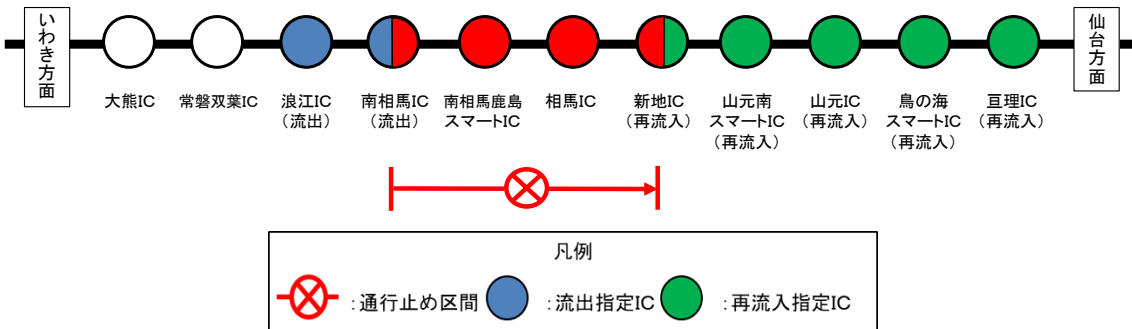 いわき方面
仙台方面
大熊IC
常磐双葉IC
浪江IC
（流出）
南相馬IC
（流出）
南相馬鹿島
スマートIC
相馬IC
新地IC
（再流入）
山元南
スマートIC
（再流入）
山元IC
（再流入）
鳥の海
スマートIC
（再流入）
亘理IC
（再流入）
凡例
：通行止め区間
：流出指定IC
：再流入指定IC